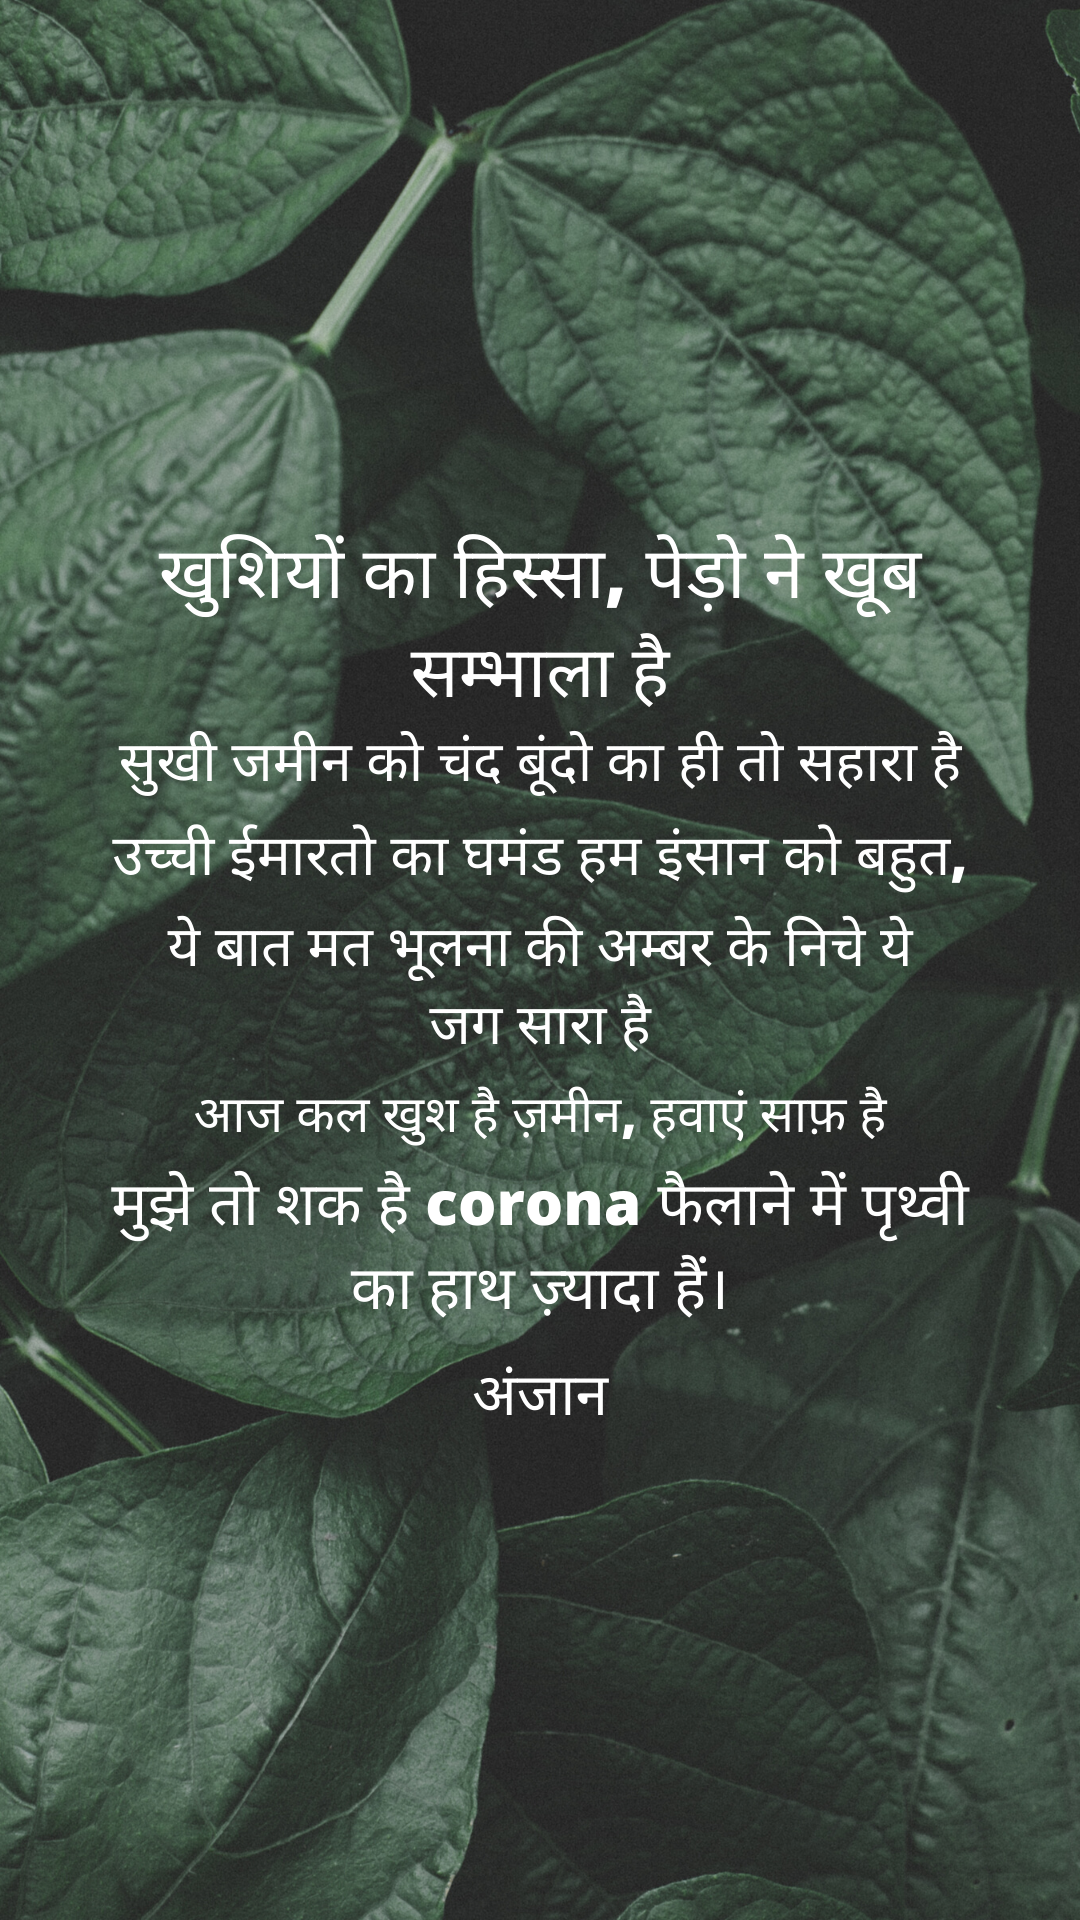 खुशियों का हिस्सा, पेड़ो ने खूब
सम्भाला है
सुखी जमीन को चंद बूंदो का ही तो सहारा है
उच्ची ईमारतो का घमंड हम इंसान को बहुत,
ये बात मत भूलना की अम्बर के निचे ये
जग सारा है
आज कल खुश है ज़मीन, हवाएं साफ़ है
मुझे तो शक है corona फैलाने में पृथ्वी
का हाथ ज़्यादा हैं।
अंजान